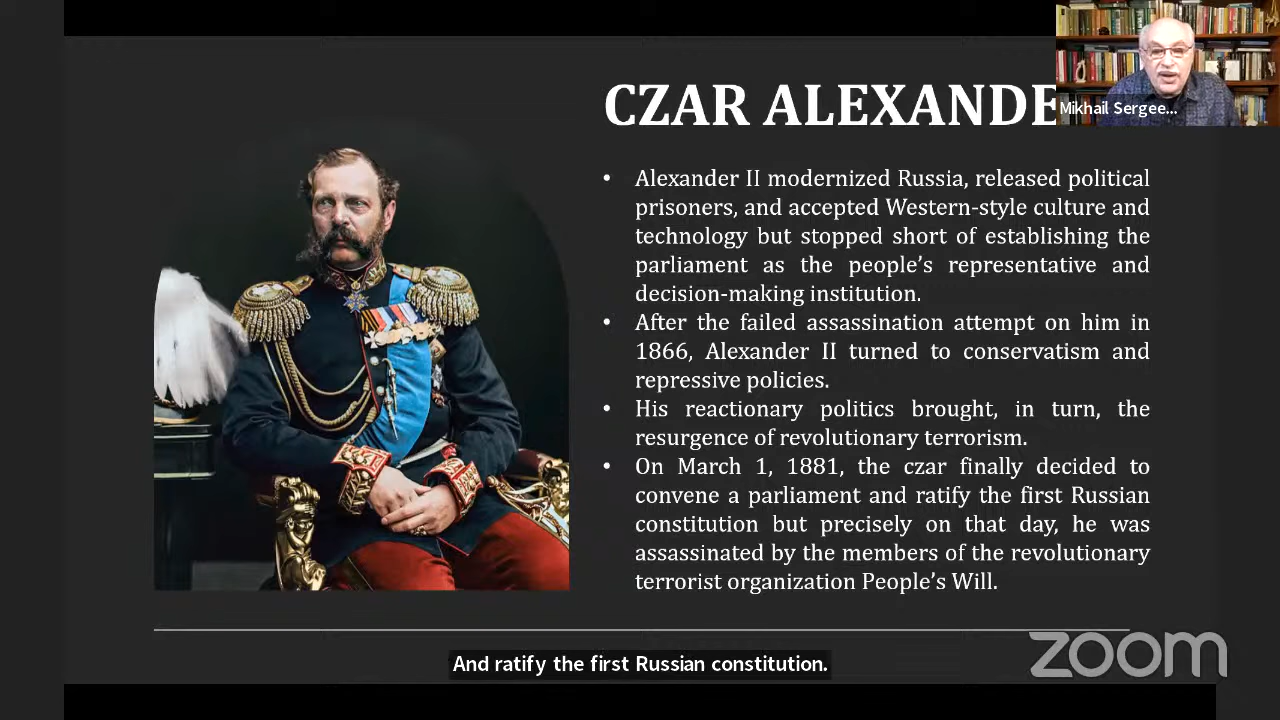 CZAR ALEXANDE
Mikhail Sergee...
• Alexander II modernized Russia, released political
prisoners, and accepted Western-style culture and
technology but stopped short of establishing the
parliament as the people's representative and
decision-making institution.
• After the failed assassination attempt on him in
1866, Alexander II turned to conservatism and
repressive policies.
• His reactionary politics brought, in turn, the
resurgence of revolutionary terrorism.
• On March 1, 1881, the czar finally decided to
convene a parliament and ratify the first Russian
constitution but precisely on that day, he was
assassinated by the members of the revolutionary
terrorist organization People's Will.
And ratify the first Russian constitution.
zoom